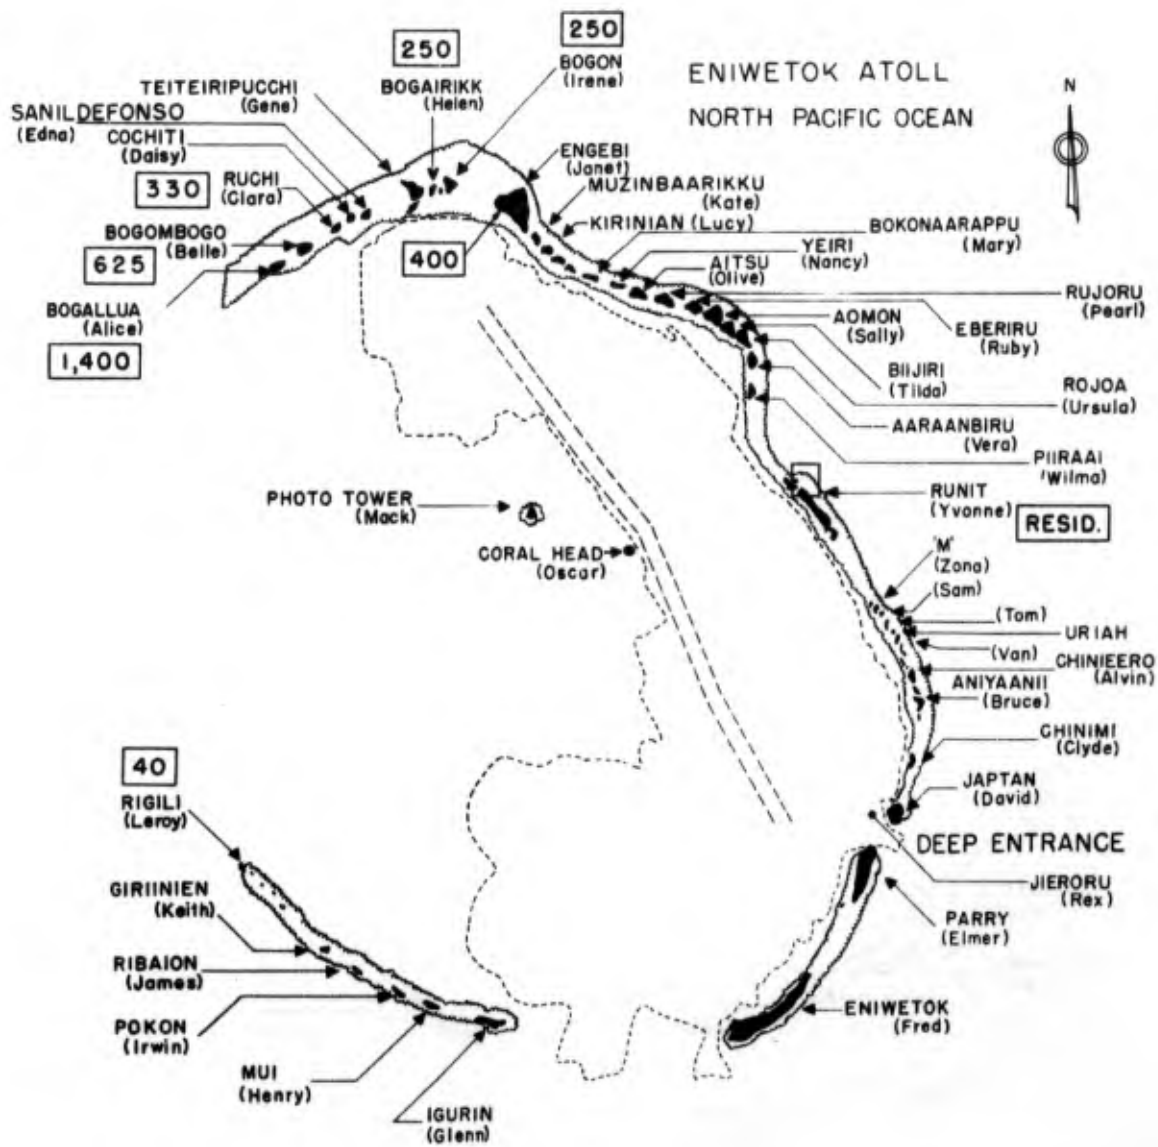 ENIWETOK ATOLL
NORTH PACIFIC OCEAN
N
250
BOGAIRIKK
(Helen)
250
BOGON
(Irene)
TEITEIRIPUCCHI
(Gene)
SANILDEFONSO
(Edna)
COCHITI
(Daisy)
330
RUCHI
(Clara)
BOGOMBOGO
(Belle)
625
BOGALLUA
(Alice)
1,400
ENGEBI
(Janet)
400
MUZINBAARIKKU
(Kate)
KIRINIAN (Lucy)
BOKONAARAPPU
(Mary)
YEIRI
(Nancy)
AITSU
(Olive)
RUJORU
(Pearl)
EBERIRU
(Ruby)
AOMON
(Sally)
BIIJIRI
(Tilda)
ROJOA
(Ursula)
AARAANBIRU
(Vera)
PIIRAAI
(Wilma)
RUNIT
(Yvonne)
RESID.
PHOTO TOWER
(Mack)
CORAL HEAD
(Oscar)
'M'
(Zona)
(Sam)
(Tom)
URIAH
(Van)
CHINIEERO
(Alvin)
ANIYAANII
(Bruce)
CHINIMI
(Clyde)
JAPTAN
(David)
DEEP ENTRANCE
JIERORU
(Rex)
PARRY
(Elmer)
ENIWETOK
(Fred)
40
RIGILI
(Leroy)
GIRIINIEN
(Keith)
RIBAION
(James)
POKON
(Irwin)
MUI
(Henry)
IGURIN
(Glenn)